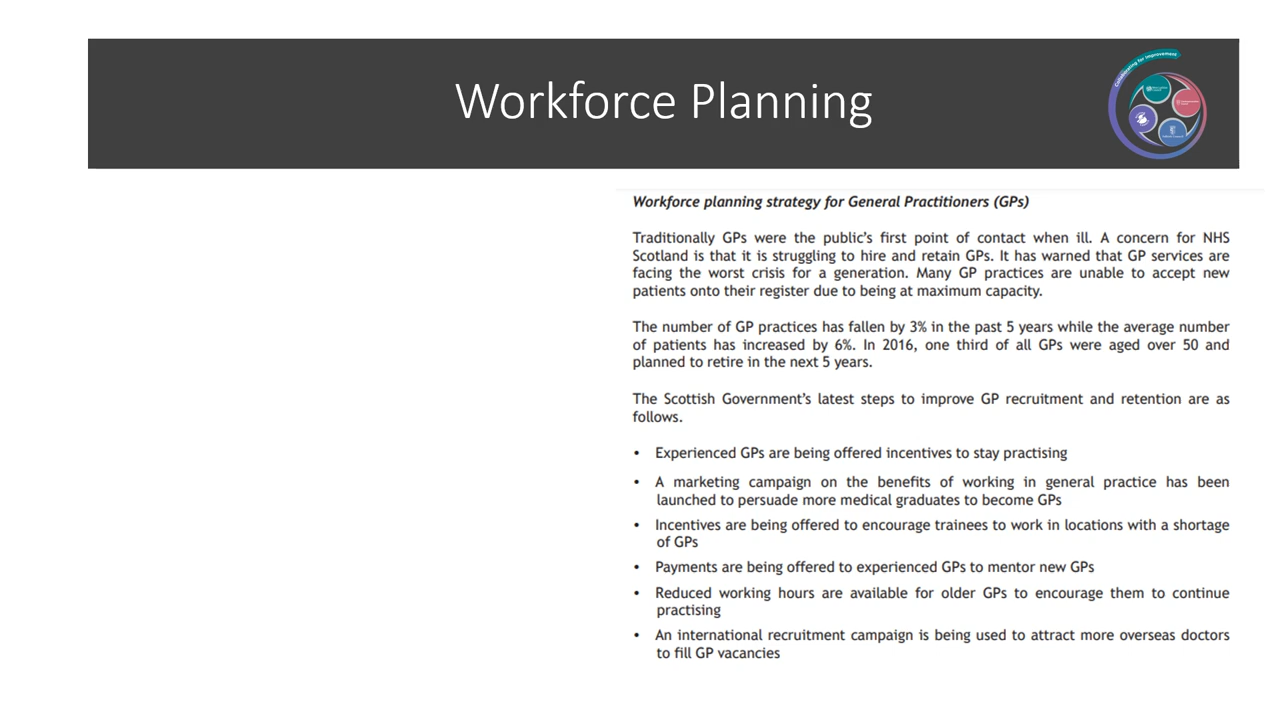 Workforce Planning
Collaborating for Improvement
Workforce planning strategy for General Practitioners (GPs)
Traditionally GPs were the public's first point of contact when ill. A concern for NHS
Scotland is that it is struggling to hire and retain GPs. It has warned that GP services are
facing the worst crisis for a generation. Many GP practices are unable to accept new
patients onto their register due to being at maximum capacity.
The number of GP practices has fallen by 3% in the past 5 years while the average number
of patients has increased by 6%. In 2016, one third of all GPs were aged over 50 and
planned to retire in the next 5 years.
The Scottish Government's latest steps to improve GP recruitment and retention are as
follows.
• Experienced GPs are being offered incentives to stay practising
• A marketing campaign on the benefits of working in general practice has been
launched to persuade more medical graduates to become GPs
• Incentives are being offered to encourage trainees to work in locations with a shortage
of GPs
• Payments are being offered to experienced GPs to mentor new GPs
• Reduced working hours are available for older GPs to encourage them to continue
practising
• An international recruitment campaign is being used to attract more overseas doctors
to fill GP vacancies